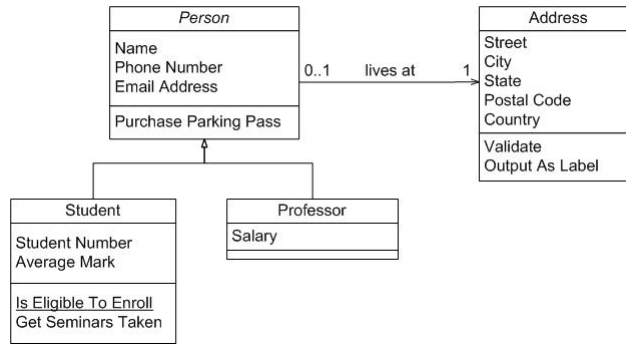 Person
Name
Phone Number
Email Address
Purchase Parking Pass
0..1 lives at 1
Address
Street
City
State
Postal Code
Country
Validate
Output As Label
Student
Student Number
Average Mark
Is Eligible To Enroll
Get Seminars Taken
Professor
Salary